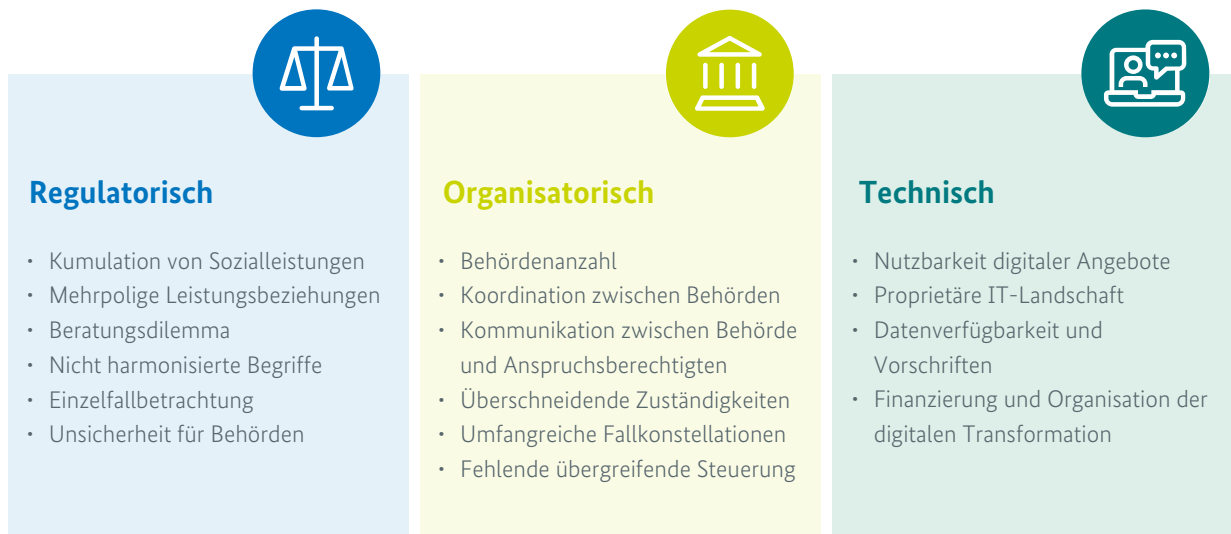 Regulatorisch
• Kumulation von Sozialleistungen
• Mehrpolige Leistungsbeziehungen
• Beratungsdilemma
• Nicht harmonisierte Begriffe
• Einzelfallbetrachtung
• Unsicherheit für Behörden
Organisatorisch
• Behördenanzahl
• Koordination zwischen Behörden
• Kommunikation zwischen Behörde
und Anspruchsberechtigten
• Überschneidende Zuständigkeiten
• Umfangreiche Fallkonstellationen
• Fehlende übergreifende Steuerung
Technisch
• Nutzbarkeit digitaler Angebote
• Proprietäre IT-Landschaft
• Datenverfügbarkeit und
Vorschriften
• Finanzierung und Organisation der
digitalen Transformation